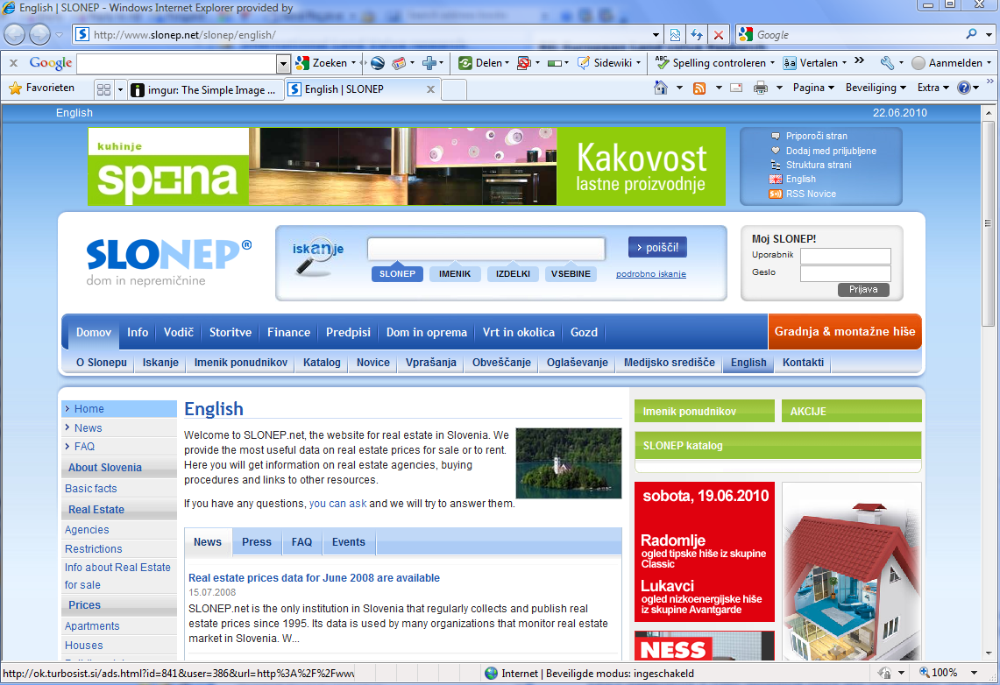 English | SLONEP - Windows Internet Explorer provided by
http://www.slonep.net/slonep/english/
Google
Google
Zoeken
Delen
Sidewiki
Spelling controleren
Vertalen
Aanmelden
Favorieten
imgur: The Simple Image ...
English | SLONEP
Pagina
Beveiliging
Extra
English
22.06.2010
kuhinje
spona
Kakovost
lastne proizvodnje
Priporoči stran
Dodaj med priljubljene
Struktura strani
English
RSS Novice
SLONEP®
dom in nepremičnine
iskanje
› poišči!
SLONEP
IMENIK
IZDELKI
VSEBINE
podrobno iskanje
Moj SLONEP!
Uporabnik
Geslo
Prijava
Domov
Info
Vodič
Storitve
Finance
Predpisi
Dom in oprema
Vrt in okolica
Gozd
Gradnja & montažne hiše
O Slonepu
Iskanje
Imenik ponudnikov
Katalog
Novice
Vprašanja
Obveščanje
Oglaševanje
Medijsko središče
English
Kontakti
› Home
› News
› FAQ
About Slovenia
Basic facts
Real Estate
Agencies
Restrictions
Info about Real Estate
for sale
Prices
Apartments
Houses
English
Welcome to SLONEP.net, the website for real estate in Slovenia. We
provide the most useful data on real estate prices for sale or to rent.
Here you will get information on real estate agencies, buying
procedures and links to other resources.
If you have any questions, you can ask and we will try to answer them.
News
Press
FAQ
Events
Real estate prices data for June 2008 are available
15.07.2008
SLONEP.net is the only institution in Slovenia that regularly collects and publish real
estate prices since 1995. Its data is used by many organizations that monitor real estate
market in Slovenia. W...
Imenik ponudnikov
AKCIJE
SLONEP katalog
sobota, 19.06.2010
Radomlje
ogled tipske hiše iz skupine
Classic
Lukavci
ogled nizkoenergijske hiše
iz skupine Avantgarde
NESS
http://ok.turbosist.si/ads.html?id=841&user=386&url=http%3A%2F%2Fww
Internet | Beveiligde modus: ingeschakeld
100%